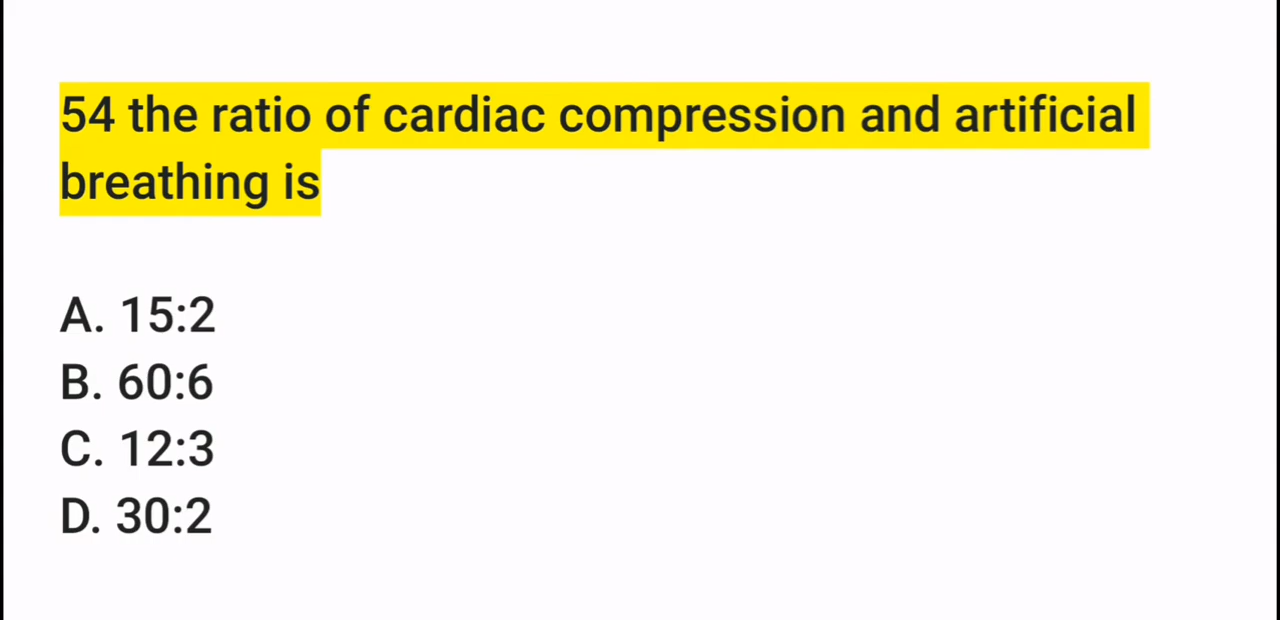 54 the ratio of cardiac compression and artificial
breathing is
A. 15:2
B. 60:6
C. 12:3
D. 30:2